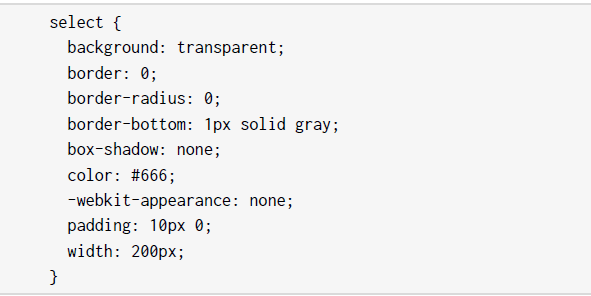 select {
  background: transparent;
  border: 0;
  border-radius: 0;
  border-bottom: 1px solid gray;
  box-shadow: none;
  color: #666;
  -webkit-appearance: none;
  padding: 10px 0;
  width: 200px;
}